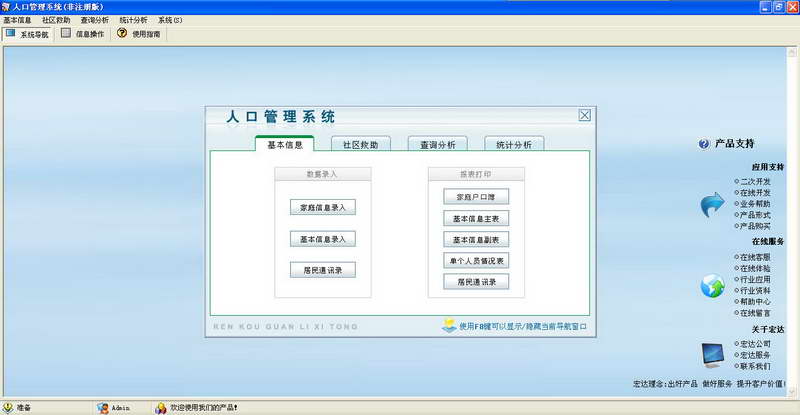 人口管理系统(非注册版)
基本信息 社区救助 查询分析 统计分析 系统(S)
系统导航 信息操作 使用指南
人口管理系统
基本信息 社区救助 查询分析 统计分析
数据录入
家庭信息录入
基本信息录入
居民通讯录
报表打印
家庭户口簿
基本信息主表
基本信息副表
单个人员情况表
居民通讯录
REN KOU GUAN LI XI TONG
使用F8键可以显示/隐藏当前导航窗口
产品支持
应用支持
二次开发
在线开发
业务帮助
产品形式
产品购买
在线服务
在线客服
在线体验
行业应用
行业资料
帮助中心
在线留言
关于宏达
宏达公司
宏达服务
联系我们
宏达理念:出好产品 做好服务 提升客户价值!
准备 Admin 欢迎使用我们的产品!